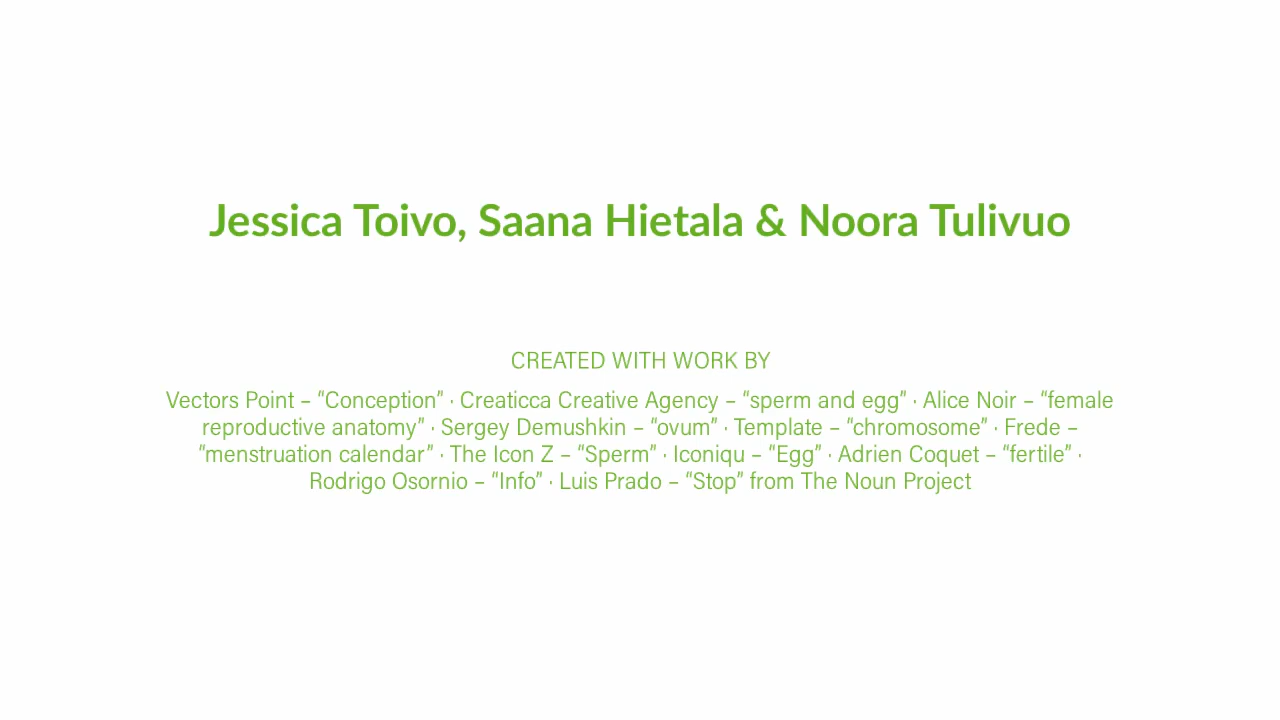 Jessica Toivo, Saana Hietala & Noora Tulivuo
CREATED WITH WORK BY
Vectors Point – “Conception” · Creaticca Creative Agency – “sperm and egg” · Alice Noir – “female
reproductive anatomy” · Sergey Demushkin – “ovum” · Template – “chromosome” · Frede –
“menstruation calendar” · The Icon Z – “Sperm” · Iconiqu – “Egg” · Adrien Coquet – “fertile” ·
Rodrigo Osornio – “Info” · Luis Prado – “Stop” from The Noun Project